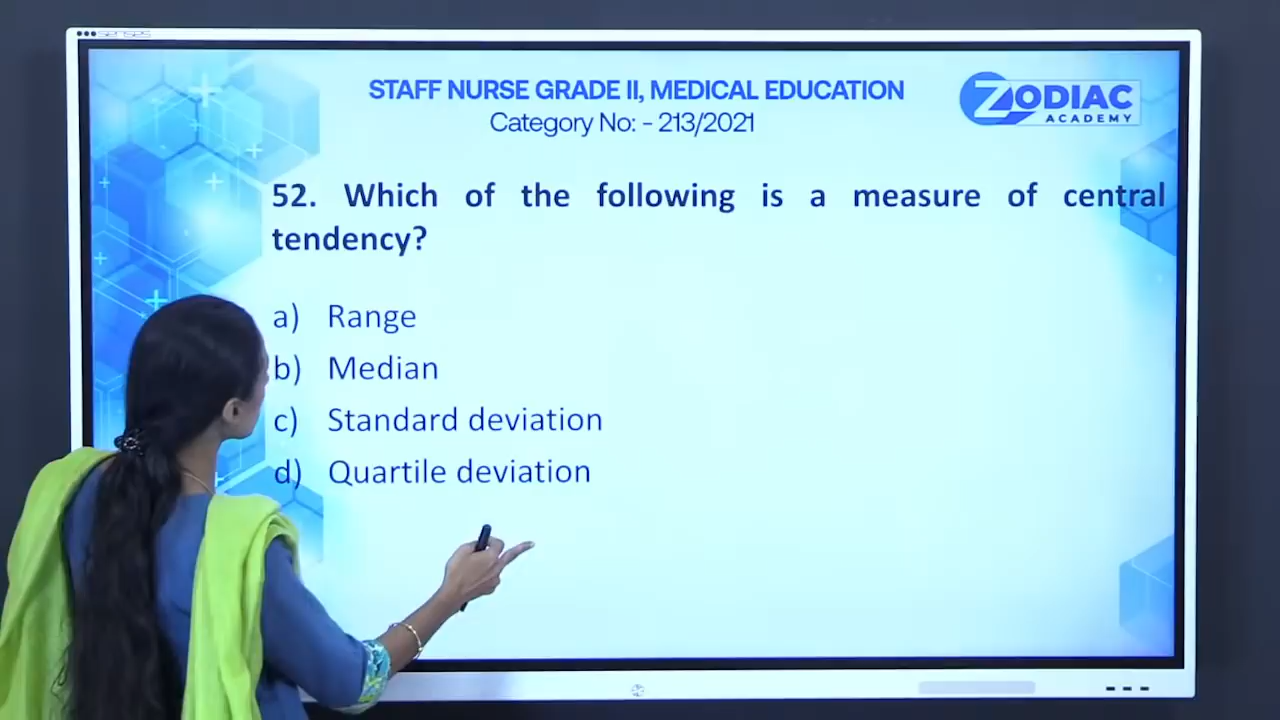 senses
STAFF NURSE GRADE II, MEDICAL EDUCATION
Category No: - 213/2021
ZODIAC
ACADEMY
52. Which of the following is a measure of central
tendency?
a) Range
b) Median
c) Standard deviation
d) Quartile deviation